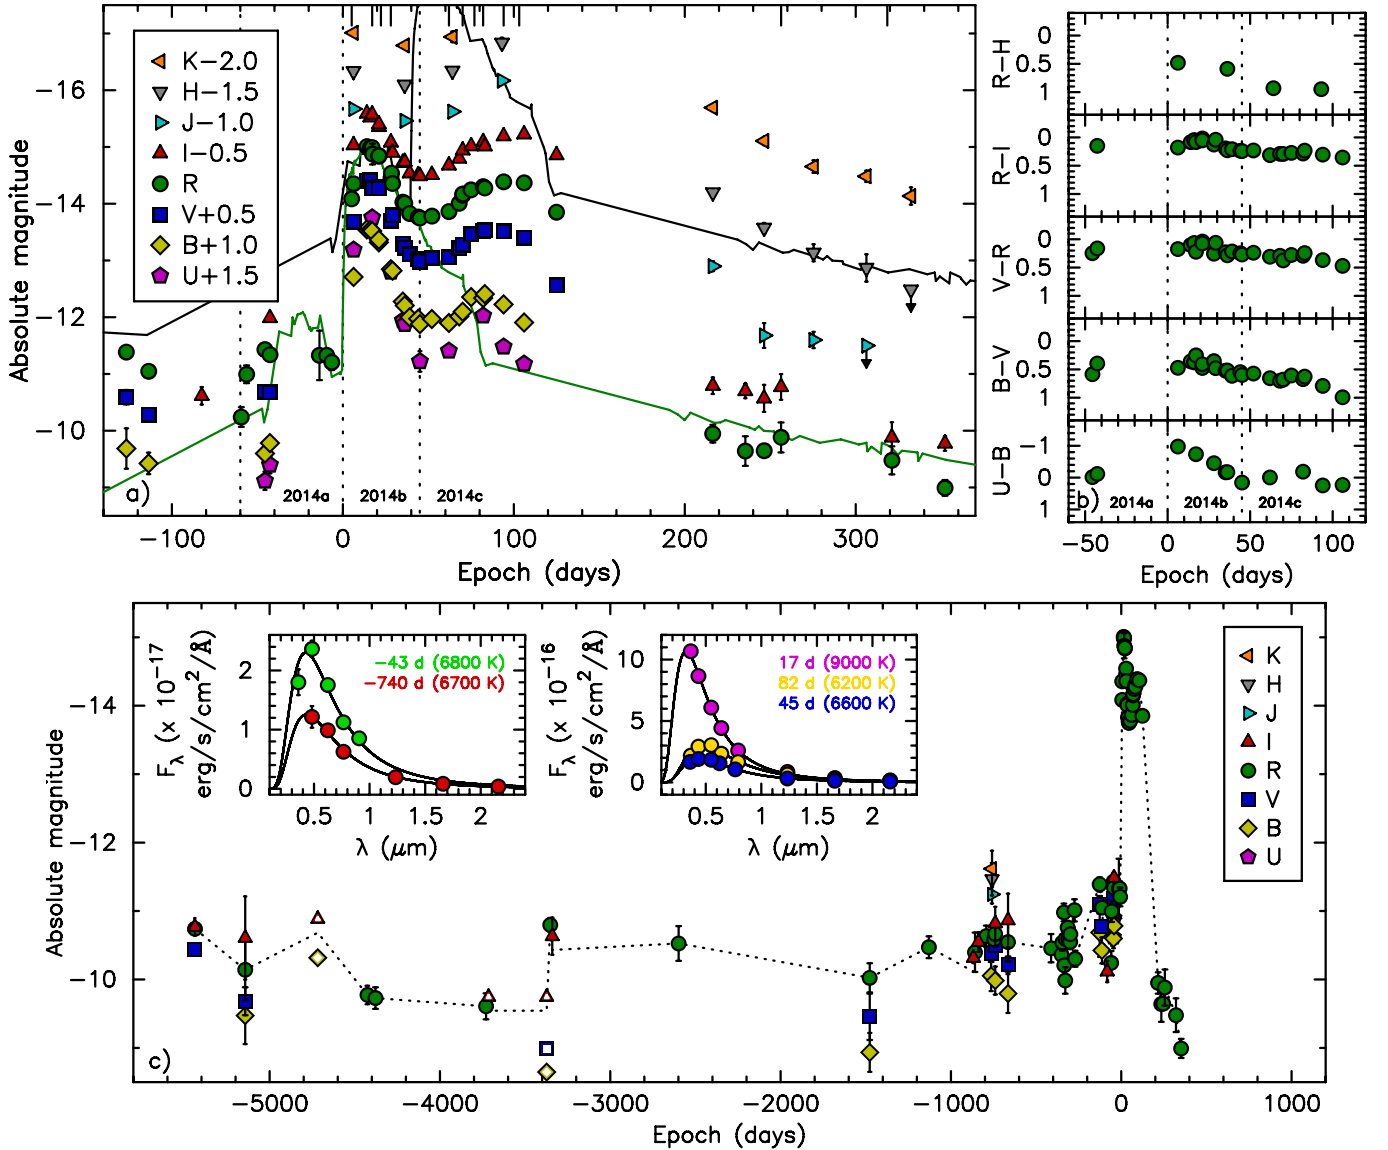 K−2.0
H−1.5
J−1.0
I−0.5
R
V+0.5
B+1.0
U+1.5
Absolute magnitude
−16
−14
−12
−10
a)
2014a
2014b
2014c
−100
0
100
200
300
Epoch (days)
R−H
0
0.5
1
R−I
0
0.5
1
V−R
0
0.5
1
B−V
0
0.5
1
U−B
−1
0
1
b)
2014a
2014b
2014c
−50
0
50
100
Epoch (days)
Absolute magnitude
−14
−12
−10
c)
Fλ (× 10−17
erg/s/cm2/Å)
2
1
0
−43 d (6800 K)
−740 d (6700 K)
0.5
1
1.5
2
λ (μm)
Fλ (× 10−16
erg/s/cm2/Å)
10
5
0
17 d (9000 K)
82 d (6200 K)
45 d (6600 K)
0.5
1
1.5
2
λ (μm)
K
H
J
I
R
V
B
U
−5000
−4000
−3000
−2000
−1000
0
1000
Epoch (days)